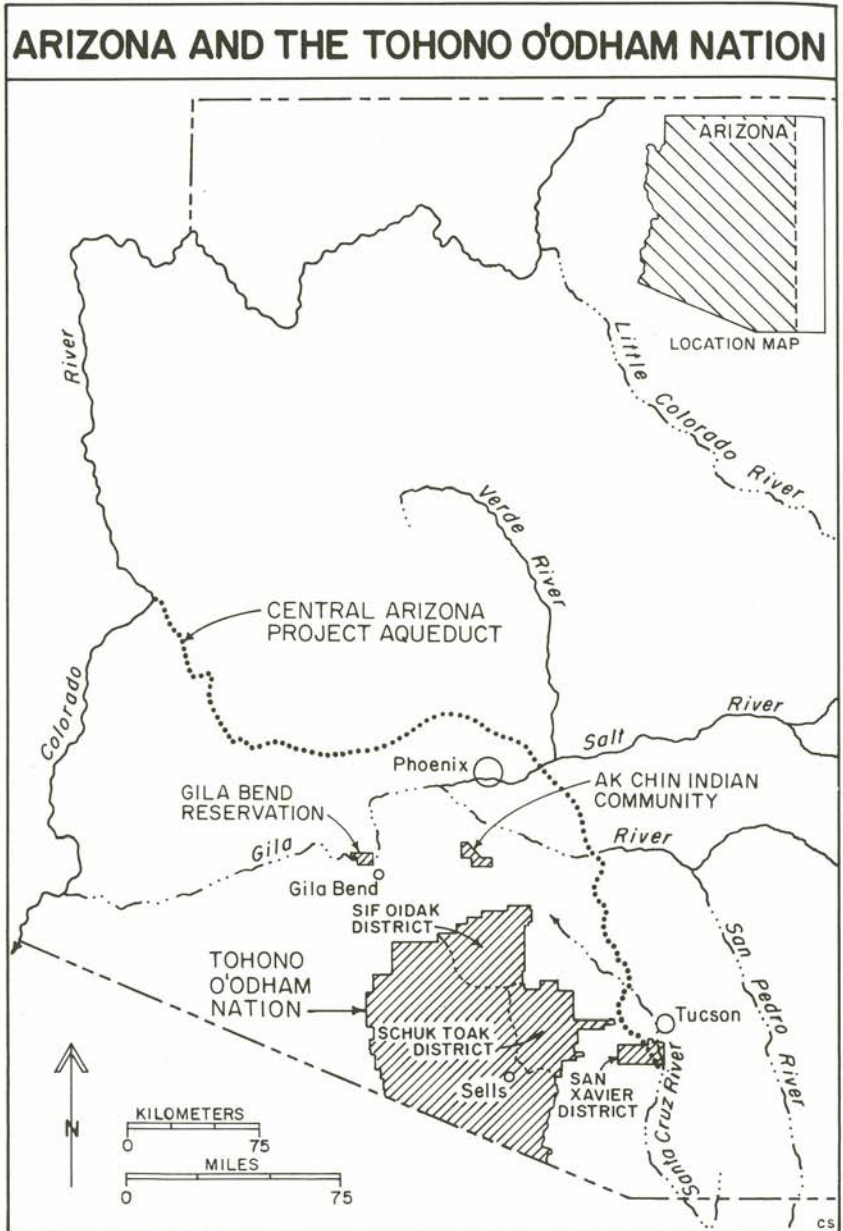 ARIZONA AND THE TOHONO O'ODHAM NATION
ARIZONA
LOCATION MAP
River
Little Colorado River
Verde River
CENTRAL ARIZONA
PROJECT AQUEDUCT
Colorado
River
Salt
Phoenix
GILA BEND
RESERVATION
AK CHIN INDIAN
COMMUNITY
River
Gila
Gila Bend
SIF OIDAK
DISTRICT
TOHONO
O'ODHAM
NATION
San Pedro River
Tucson
SCHUK TOAK
DISTRICT
Sells
SAN
XAVIER
DISTRICT
Santa Cruz River
N
KILOMETERS
0 75
MILES
0 75
CS